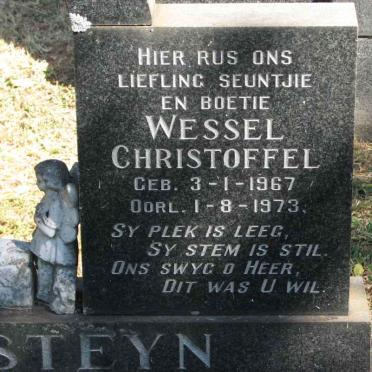 HIER RUS ONS
LIEFLING SEUNTJIE
EN BOETIE
WESSEL
CHRISTOFFEL
GEB. 3-1-1967
OORL. 1-8-1973.
SY PLEK IS LEEG,
SY STEM IS STIL.
ONS SWYG O HEER,
DIT WAS U WIL.
STEYN